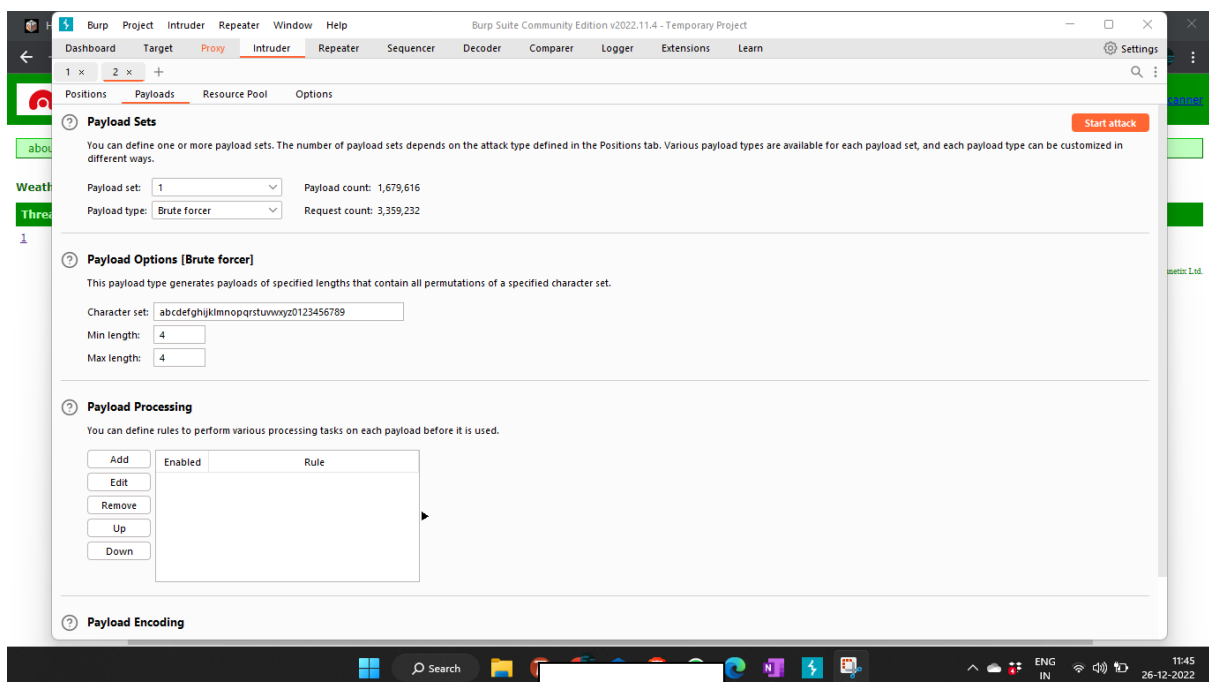 Burp Project Intruder Repeater Window Help Burp Suite Community Edition v2022.11.4 - Temporary Project
Dashboard Target Proxy Intruder Repeater Sequencer Decoder Comparer Logger Extensions Learn Settings
1 × 2 × +
Positions Payloads Resource Pool Options
Payload Sets
Start attack
You can define one or more payload sets. The number of payload sets depends on the attack type defined in the Positions tab. Various payload types are available for each payload set, and each payload type can be customized in
different ways.
Payload set: 1 Payload count: 1,679,616
Payload type: Brute forcer Request count: 3,359,232
1
Payload Options [Brute forcer]
This payload type generates payloads of specified lengths that contain all permutations of a specified character set.
Character set: abcdefghijklmnopqrstuvwxyz0123456789
Min length: 4
Max length: 4
Payload Processing
You can define rules to perform various processing tasks on each payload before it is used.
Add Enabled Rule
Edit
Remove
Up
Down
Payload Encoding
Search
ENG
IN
11:45
26-12-2022